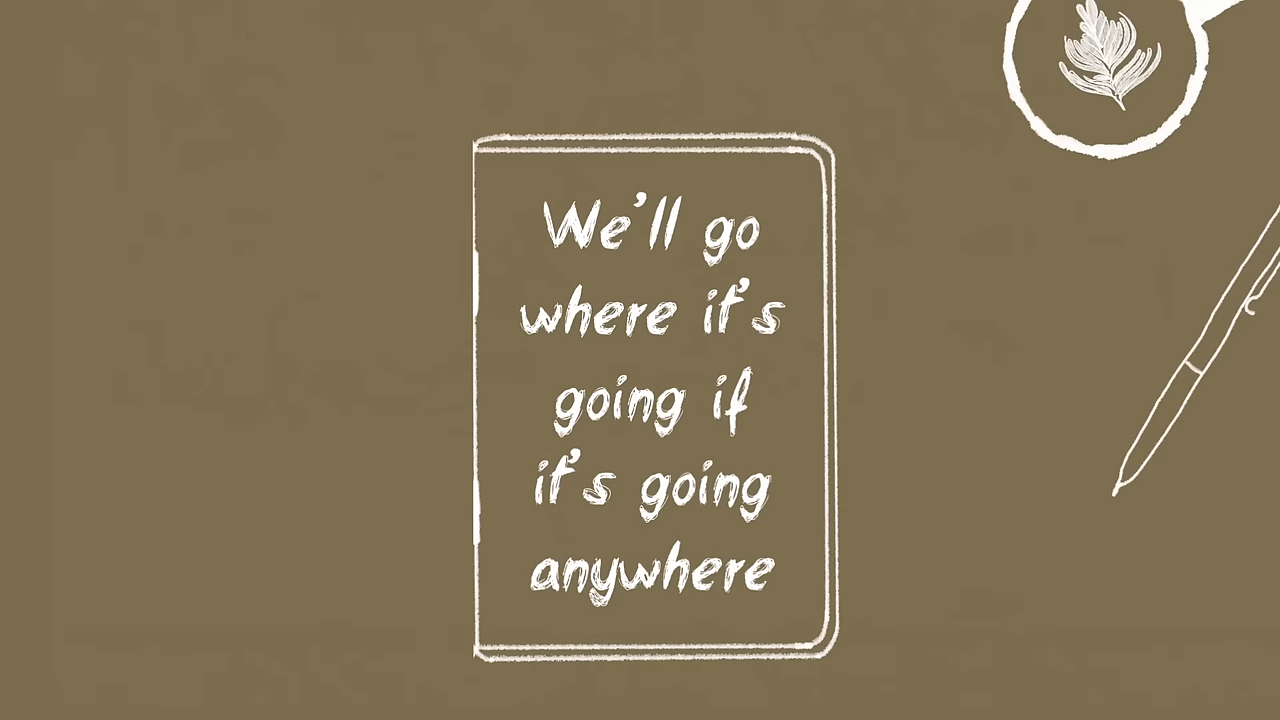 We'll go
where it's
going if
it's going
anywhere